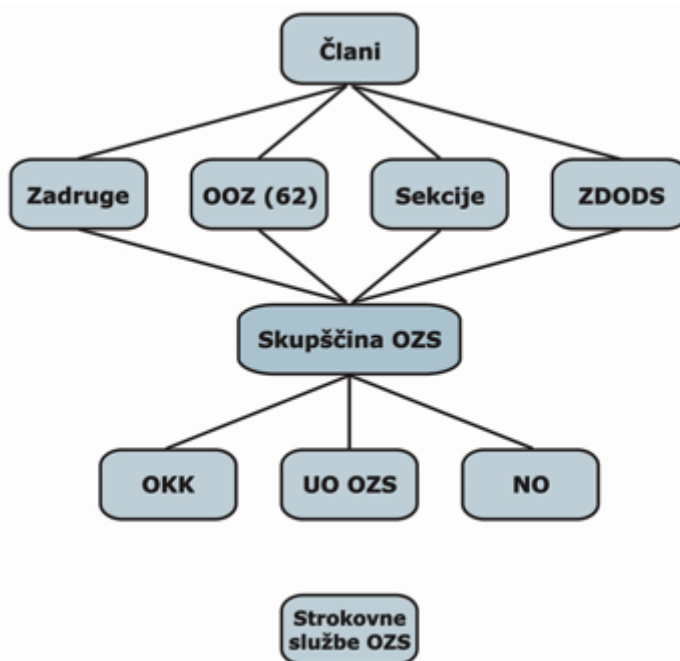 Člani
Zadruge
OOZ (62)
Sekcije
ZDODS
Skupščina OZS
OKK
UO OZS
NO
Strokovne
službe OZS